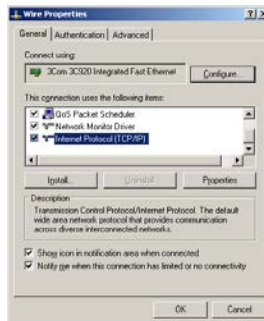 Wire Properties
General Authentication Advanced
Connect using:
3Com 3C920 Integrated Fast Ethernet
Configure...
This connection uses the following items:
QoS Packet Scheduler
Network Monitor Driver
Internet Protocol (TCP/IP)
Install... Uninstall Properties
Description
Transmission Control Protocol/Internet Protocol. The default
wide area network protocol that provides communication
across diverse interconnected networks.
Show icon in notification area when connected
Notify me when this connection has limited or no connectivity
OK Cancel